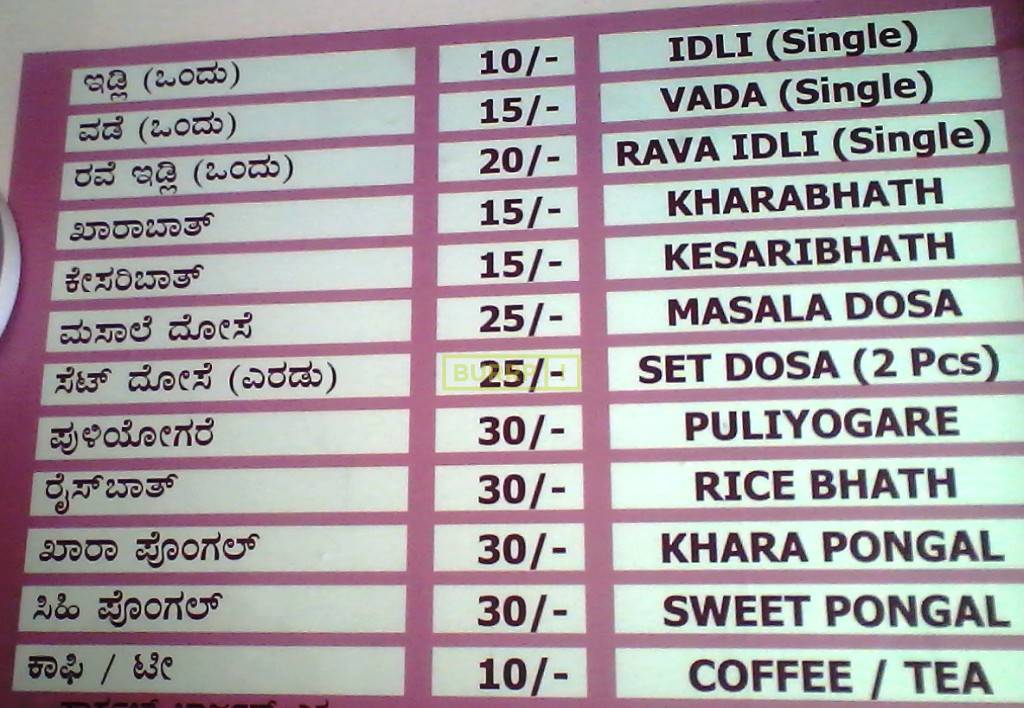 ಇಡ್ಲಿ (ಒಂದು) 10/- IDLI (Single)
ವಡೆ (ಒಂದು) 15/- VADA (Single)
ರವೆ ಇಡ್ಲಿ (ಒಂದು) 20/- RAVA IDLI (Single)
ಖಾರಾಬಾತ್ 15/- KHARABHATH
ಕೇಸರಿಬಾತ್ 15/- KESARIBHATH
ಮಸಾಲೆ ದೋಸೆ 25/- MASALA DOSA
ಸೆಟ್ ದೋಸೆ (ಎರಡು) 25/- SET DOSA (2 Pcs)
ಪುಳಿಯೋಗರೆ 30/- PULIYOGARE
ರೈಸ್‌ಬಾತ್ 30/- RICE BHATH
ಖಾರಾ ಪೊಂಗಲ್ 30/- KHARA PONGAL
ಸಿಹಿ ಪೊಂಗಲ್ 30/- SWEET PONGAL
ಕಾಫಿ / ಟೀ 10/- COFFEE / TEA